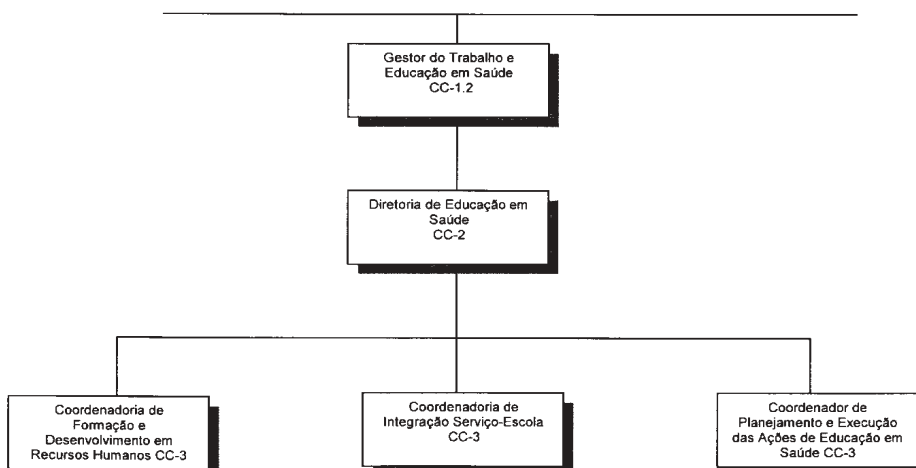 Gestor do Trabalho e
Educação em Saúde
CC-1.2
Diretoria de Educação em
Saúde
CC-2
Coordenadoria de
Formação e
Desenvolvimento em
Recursos Humanos CC-3
Coordenadoria de
Integração Serviço-Escola
CC-3
Coordenador de
Planejamento e Execução
das Ações de Educação em
Saúde CC-3